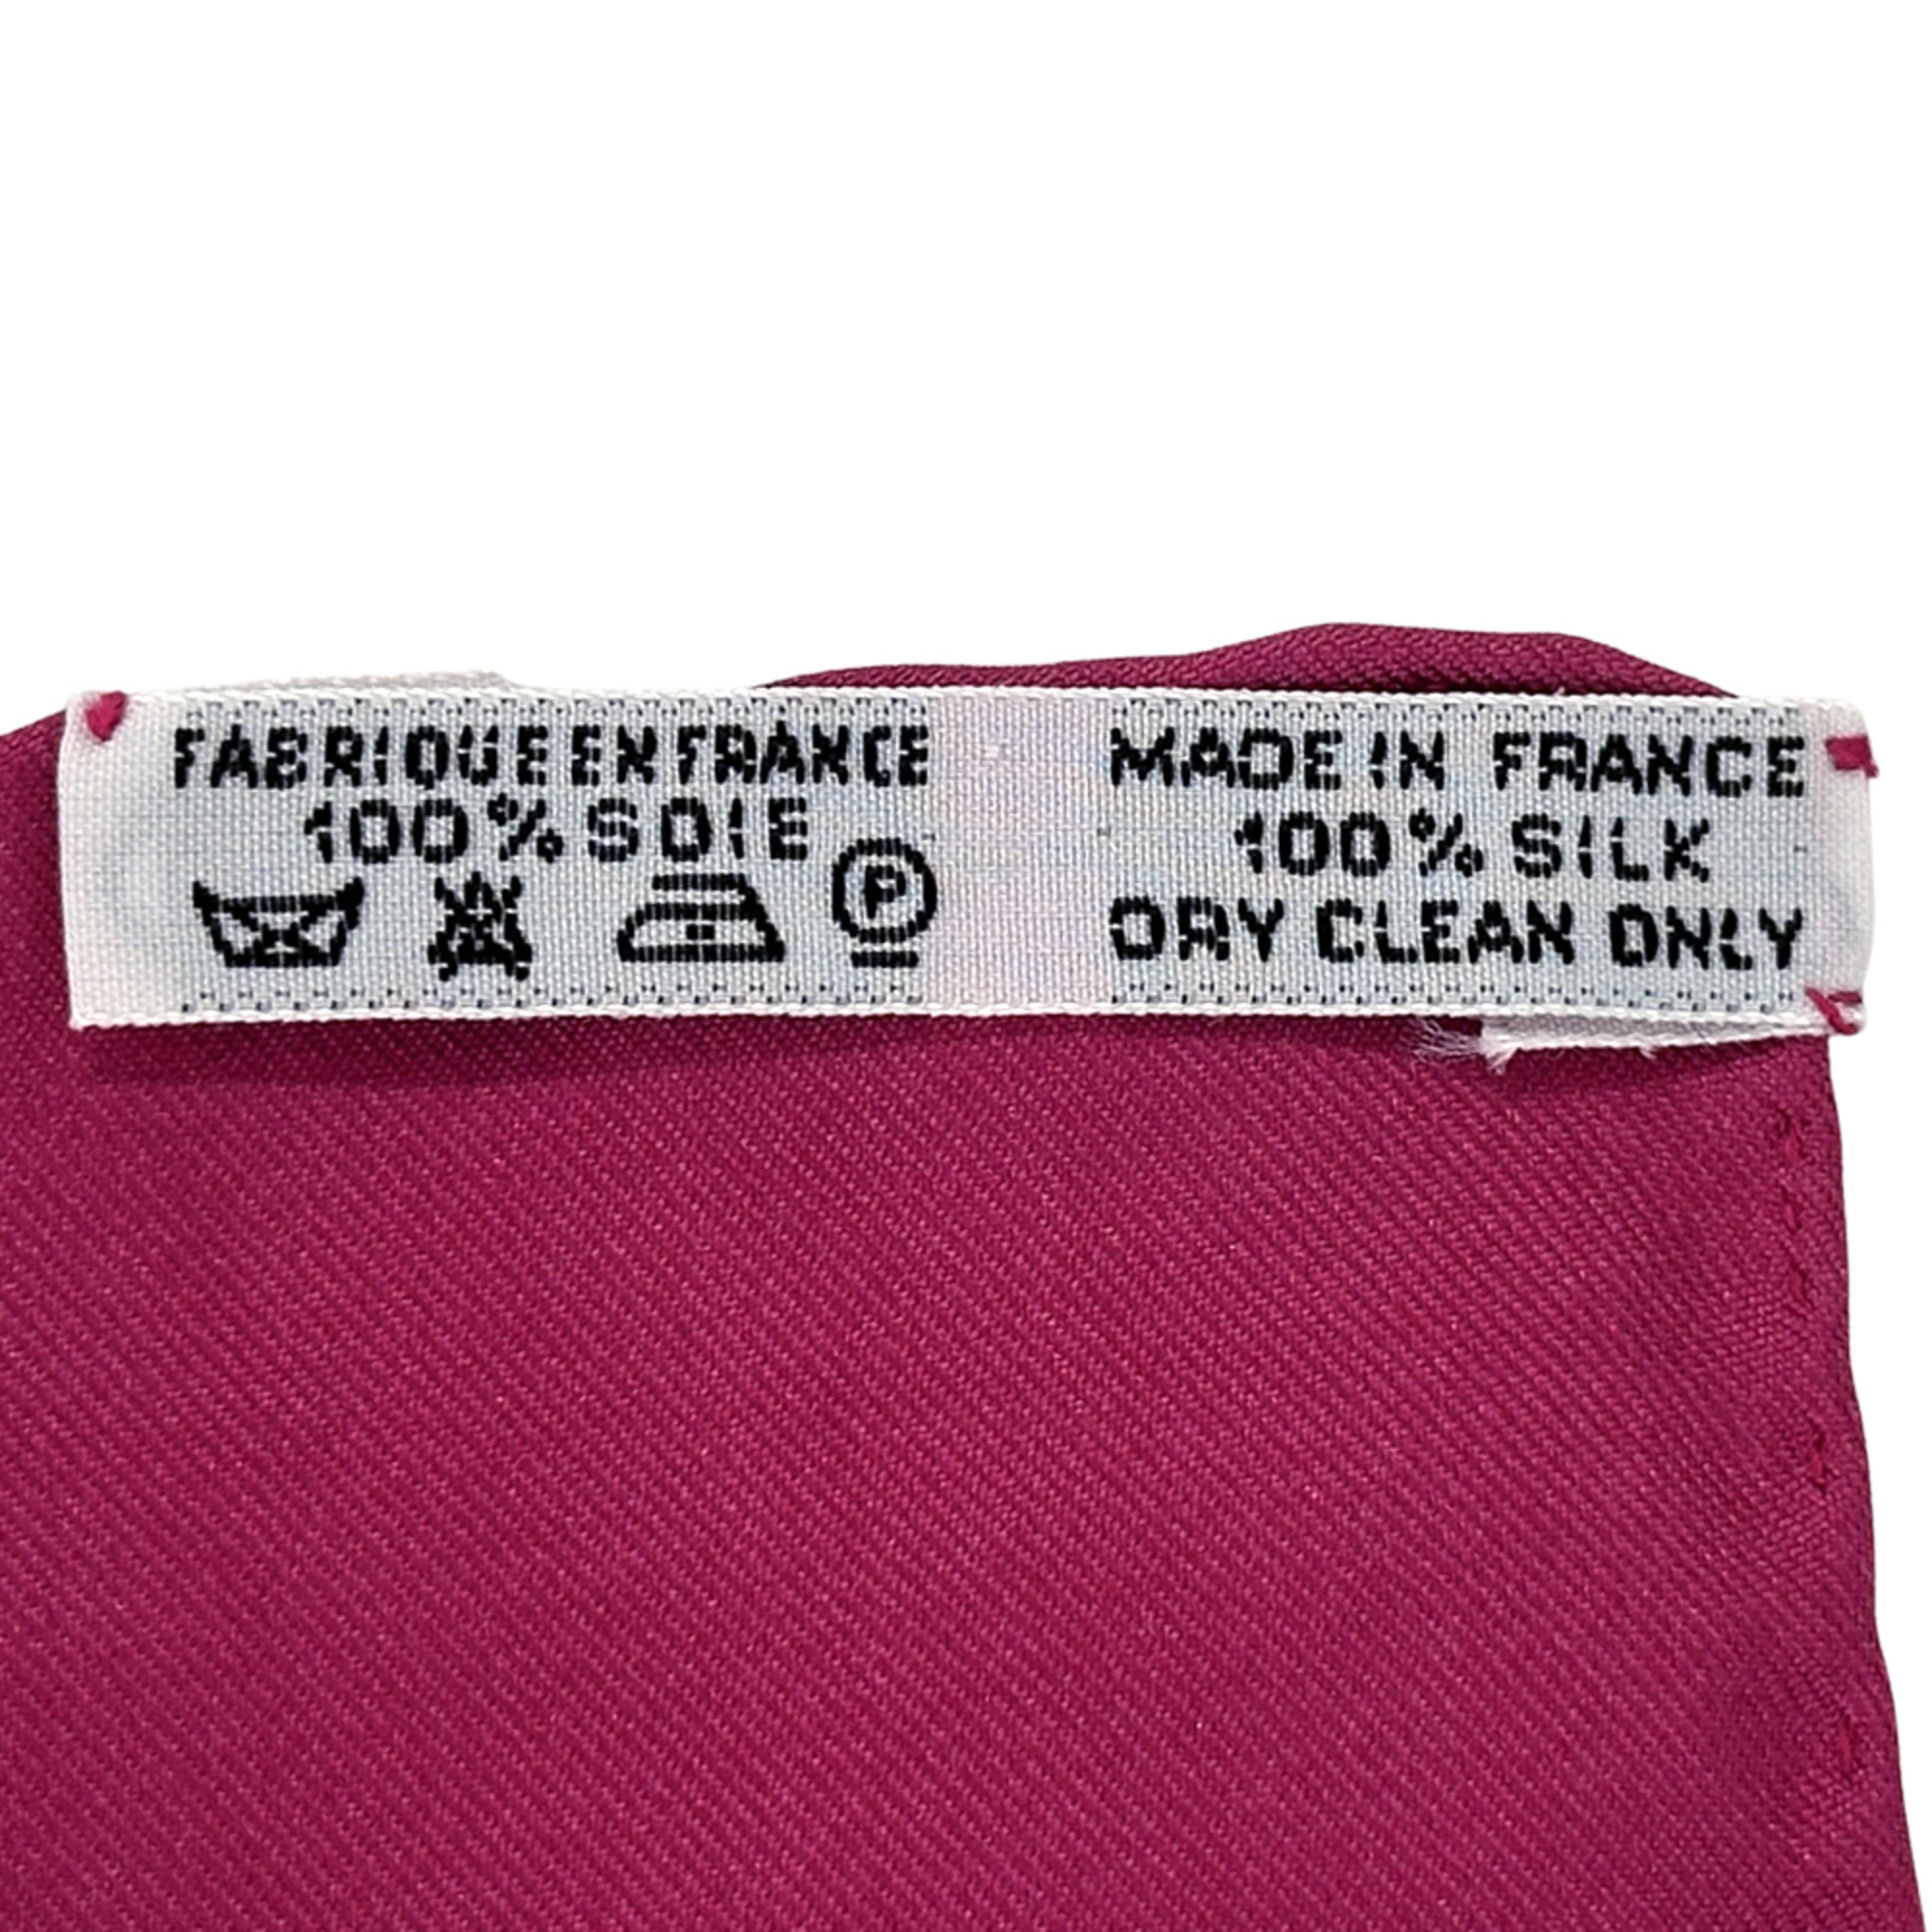 FABRIQUE EN FRANCE
100% SOIE
P
MADE IN FRANCE
100% SILK
DRY CLEAN ONLY